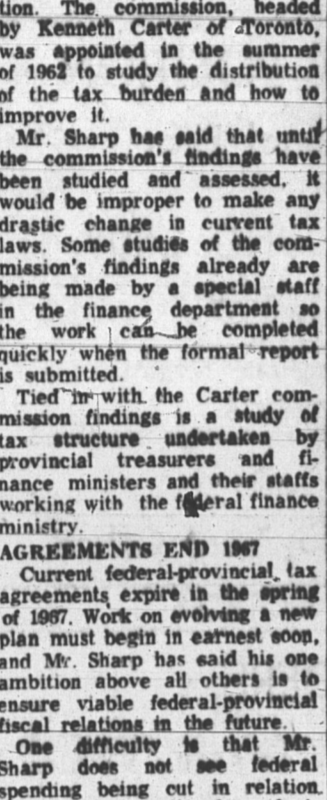 tion. The commission, headed
by Kenneth Carter of Toronto,
was appointed in the summer
of 1962 to study the distribution
of the tax burden and how to
improve it.
Mr. Sharp has said that until
the commission's findings have
been studied and assessed, it
would be improper to make any
drastic change in current tax
laws. Some studies of the com-
mission's findings already are
being made by a special staff
in the finance department so
the work can be completed
quickly when the formal report
is submitted.
Tied in with the Carter com-
mission findings is a study of
tax structure undertaken by
provincial treasurers and fi-
nance ministers and their staffs
working with the federal finance
ministry.
AGREEMENTS END 1967
Current federal-provincial tax
agreements expire in the spring
of 1967. Work on evolving a new
plan must begin in earnest soon,
and Mr. Sharp has said his one
ambition above all others is to
ensure viable federal-provincial
fiscal relations in the future.
One difficulty is that Mr.
Sharp does not see federal
spending being cut in relation